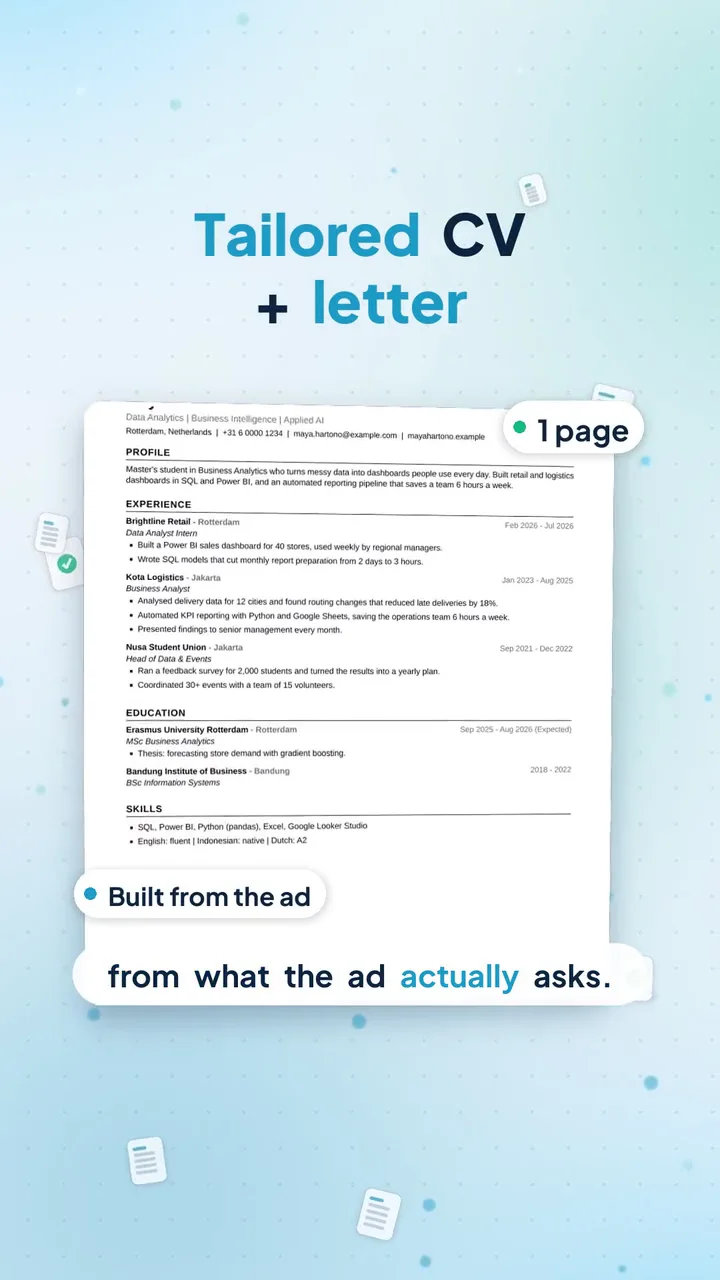 Tailored CV
+ letter
1 page
Data Analytics | Business Intelligence | Applied AI
Rotterdam, Netherlands | +31 6 0000 1234 | maya.hartono@example.com | mayahartono.example
PROFILE
Master's student in Business Analytics who turns messy data into dashboards people use every day. Built retail and logistics
dashboards in SQL and Power BI, and an automated reporting pipeline that saves a team 6 hours a week.
EXPERIENCE
Brightline Retail - Rotterdam Feb 2026 - Jul 2026
Data Analyst Intern
• Built a Power BI sales dashboard for 40 stores, used weekly by regional managers.
• Wrote SQL models that cut monthly report preparation from 2 days to 3 hours.
Kota Logistics - Jakarta Jan 2023 - Aug 2025
Business Analyst
• Analysed delivery data for 12 cities and found routing changes that reduced late deliveries by 18%.
• Automated KPI reporting with Python and Google Sheets, saving the operations team 6 hours a week.
• Presented findings to senior management every month.
Nusa Student Union - Jakarta Sep 2021 - Dec 2022
Head of Data & Events
• Ran a feedback survey for 2,000 students and turned the results into a yearly plan.
• Coordinated 30+ events with a team of 15 volunteers.
EDUCATION
Erasmus University Rotterdam - Rotterdam Sep 2025 - Aug 2026 (Expected)
MSc Business Analytics
• Thesis: forecasting store demand with gradient boosting.
Bandung Institute of Business - Bandung 2018 - 2022
BSc Information Systems
SKILLS
• SQL, Power BI, Python (pandas), Excel, Google Looker Studio
• English: fluent | Indonesian: native | Dutch: A2
Built from the ad
from what the ad actually asks.